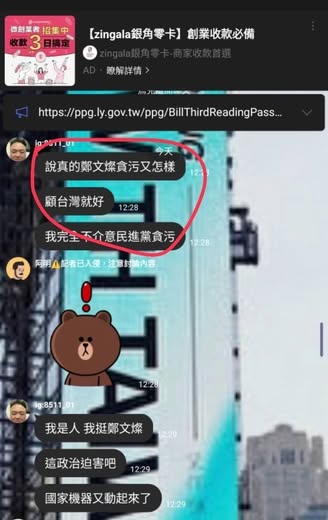 微創業者 招集中
收款3日搞定
【zingala銀角零卡】創業收款必備
zingala銀角零卡-商家收款首選
AD・瞭解詳情 >
https://ppg.ly.gov.tw/ppg/BillThirdReadingPass...
ig:8511_01
今天
說真的鄭文燦貪污又怎樣
顧台灣就好
12:28
我完全不介意民進黨貪污
12:28
阿明⚠️記者已入侵，注意討論內容
12:28
ig:8511_01
我是人 我挺鄭文燦
12:29
這政治迫害吧
12:29
國家機器又動起來了
12:29